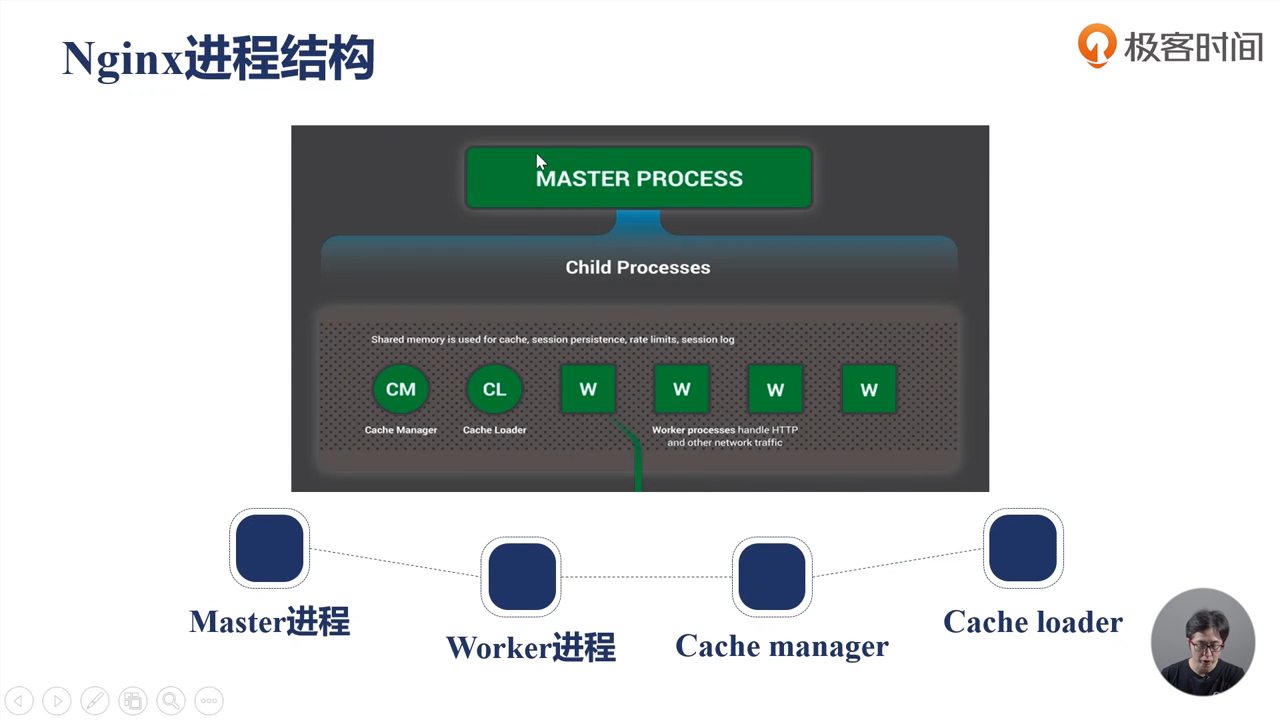 Nginx进程结构
极客时间
MASTER PROCESS
Child Processes
Shared memory is used for cache, session persistence, rate limits, session log
CM
CL
W
W
W
W
Cache Manager
Cache Loader
Worker processes handle HTTP
and other network traffic
Master进程
Worker进程
Cache manager
Cache loader